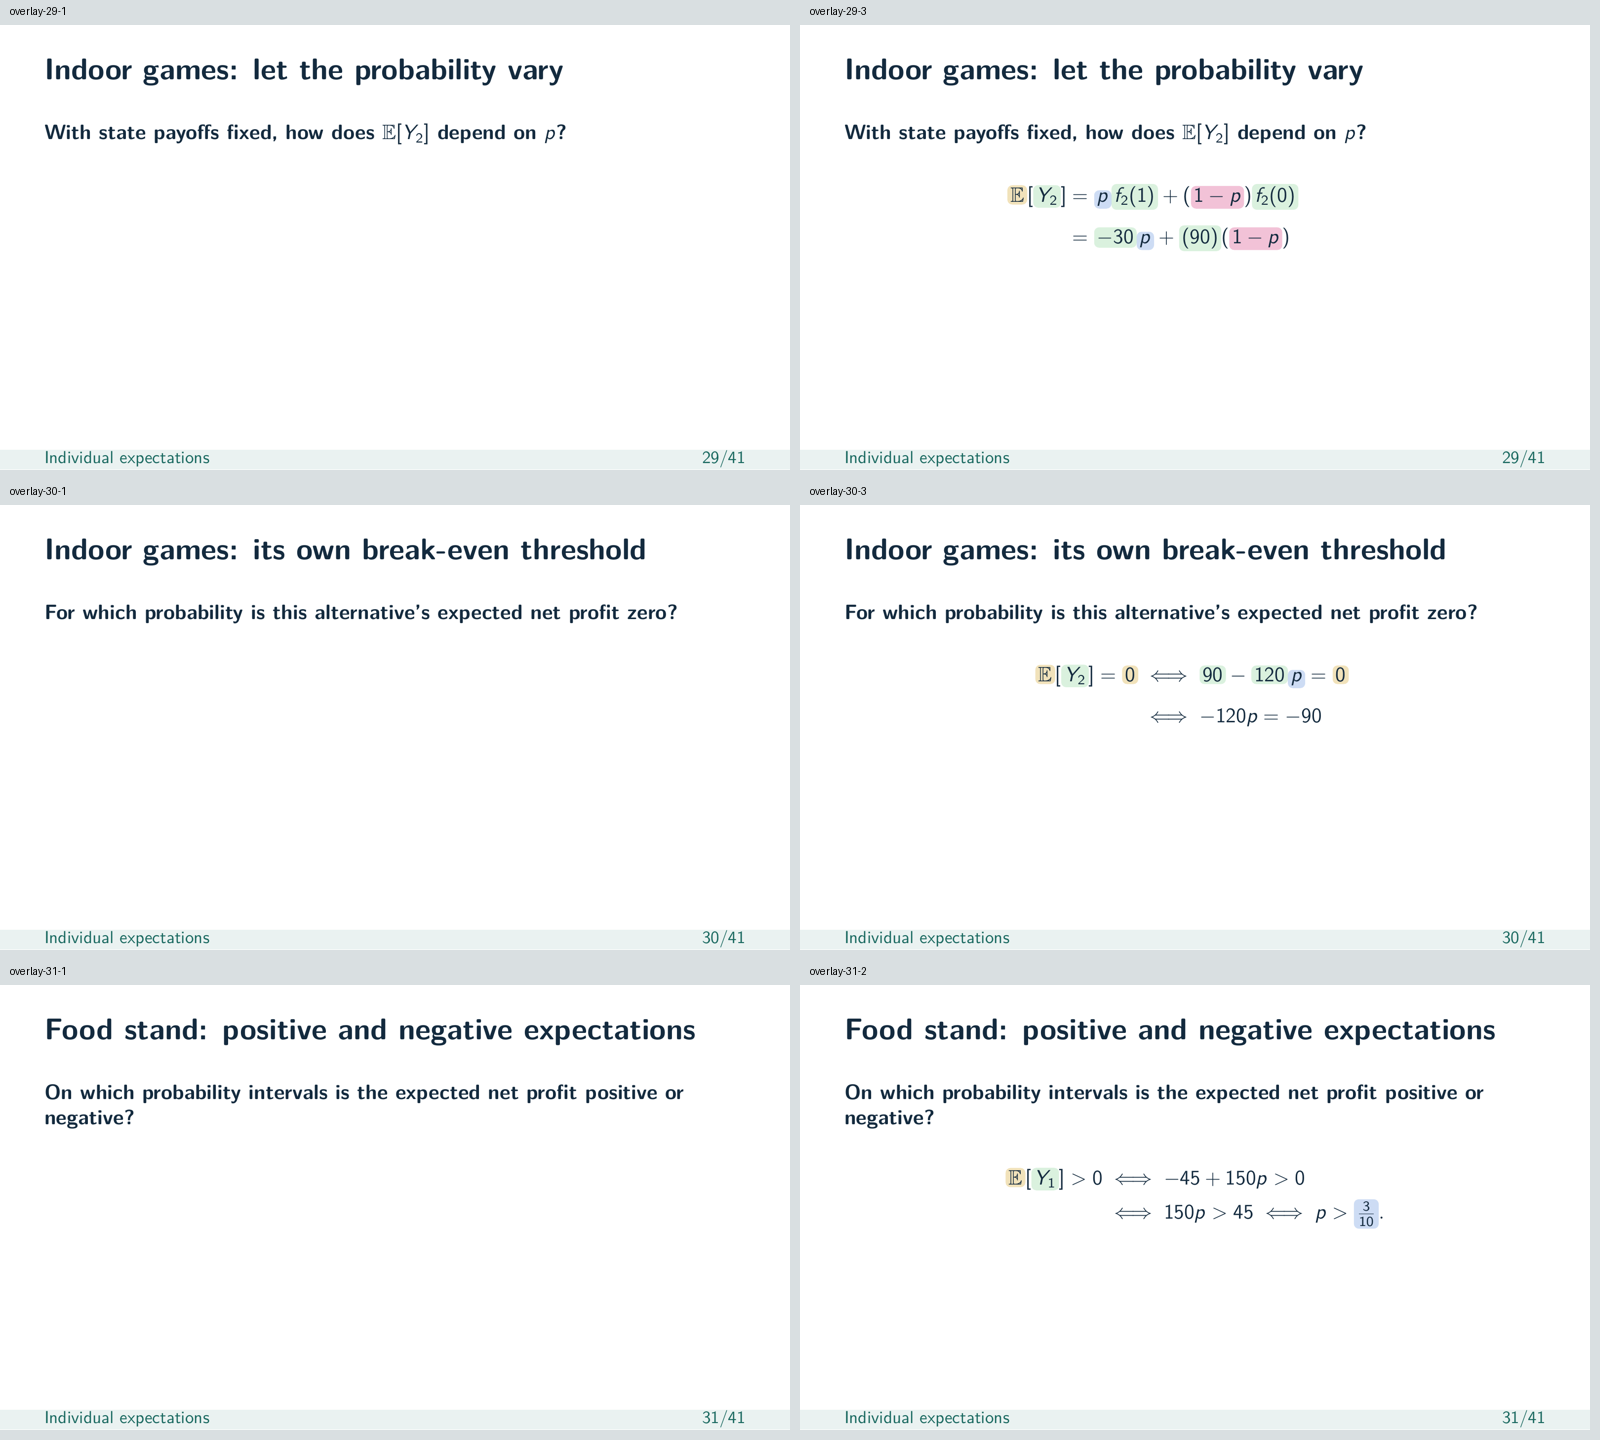 overlay-29-1
Indoor games: let the probability vary
With state payoffs fixed, how does 𝔼[Y₂] depend on p?
Individual expectations
29/41
overlay-29-3
Indoor games: let the probability vary
With state payoffs fixed, how does 𝔼[Y₂] depend on p?
𝔼[Y₂] = p f₂(1) + (1 − p) f₂(0)
= −30 p + (90)(1 − p)
Individual expectations
29/41
overlay-30-1
Indoor games: its own break-even threshold
For which probability is this alternative’s expected net profit zero?
Individual expectations
30/41
overlay-30-3
Indoor games: its own break-even threshold
For which probability is this alternative’s expected net profit zero?
𝔼[Y₂] = 0 ⟺ 90 − 120 p = 0
⟺ −120p = −90
Individual expectations
30/41
overlay-31-1
Food stand: positive and negative expectations
On which probability intervals is the expected net profit positive or
negative?
Individual expectations
31/41
overlay-31-2
Food stand: positive and negative expectations
On which probability intervals is the expected net profit positive or
negative?
𝔼[Y₁] > 0 ⟺ −45 + 150p > 0
⟺ 150p > 45 ⟺ p > 3/10.
Individual expectations
31/41